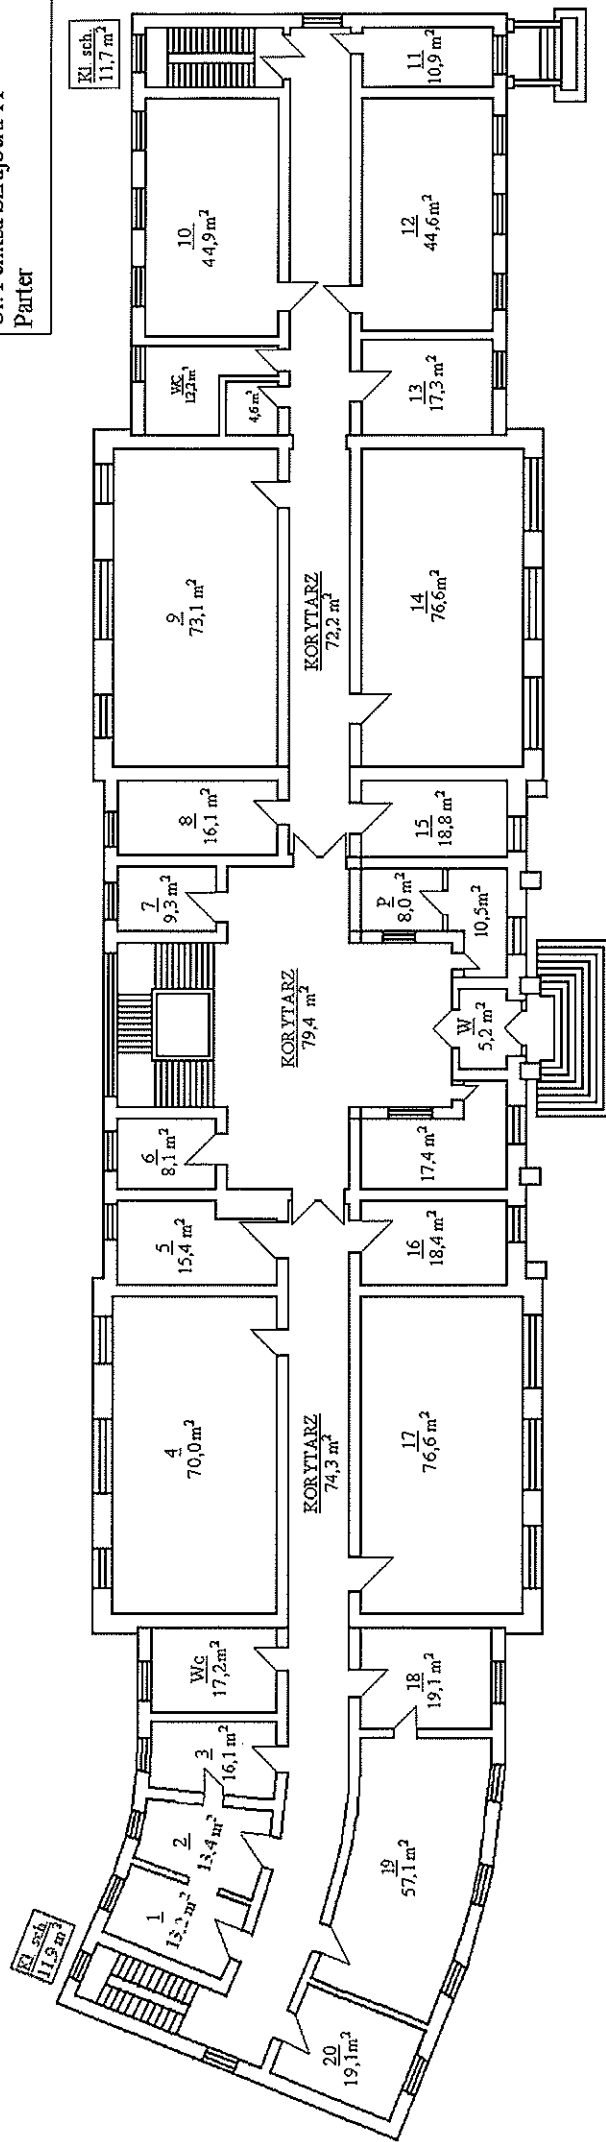 Parter
Kl. sch.
11,7 m²
11
10,9 m²
10
44,9 m²
12
44,6 m²
WC
12,2 m²
4,6 m²
13
17,3 m²
9
73,1 m²
KORYTARZ
72,2 m²
14
76,6 m²
8
16,1 m²
15
18,8 m²
7
9,3 m²
P
8,0 m²
10,5 m²
KORYTARZ
79,4 m²
W
5,2 m²
6
8,1 m²
17,4 m²
5
15,4 m²
16
18,4 m²
4
70,0 m²
KORYTARZ
74,3 m²
17
76,6 m²
Wc
17,2 m²
18
19,1 m²
3
16,1 m²
2
13,4 m²
19
57,1 m²
1
Kl. sch.
11,9 m²
20
19,1 m²